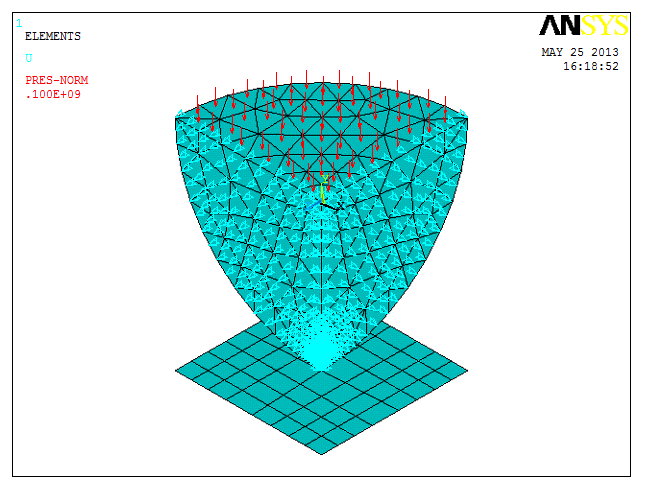 1
ELEMENTS
U
PRES-NORM
.100E+09
ANSYS
MAY 25 2013
16:18:52
X